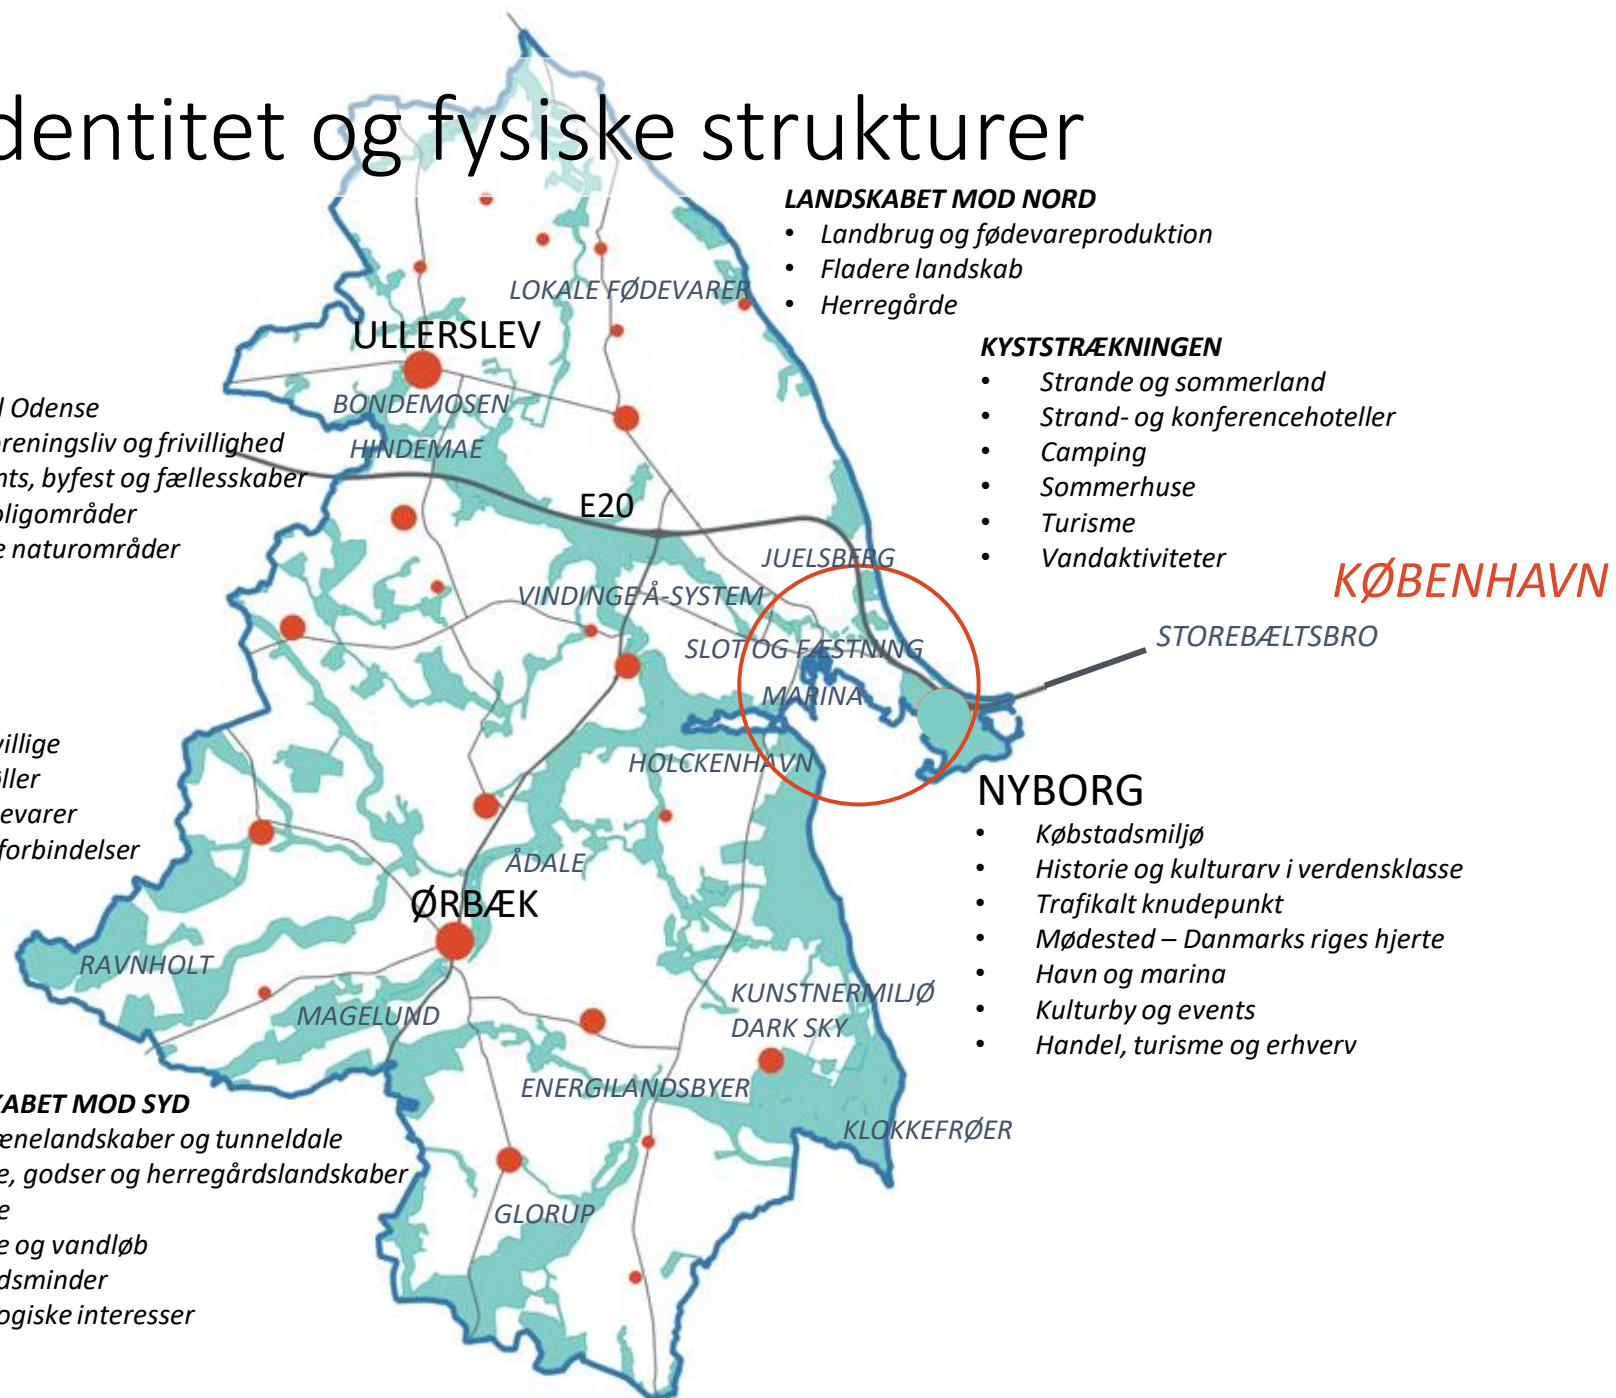 dentitet og fysiske strukturer
LANDSKABET MOD NORD
• Landbrug og fødevareproduktion
• Fladere landskab
• Herregårde
LOKALE FØDEVARER
ULLERSLEV
KYSTSTRÆKNINGEN
• Strande og sommerland
• Strand- og konferencehoteller
• Camping
• Sommerhuse
• Turisme
• Vandaktiviteter
BONDEMOSEN
HINDEMAE
l Odense
oreningsliv og frivillighed
nts, byfest og fællesskaber
oligområder
e naturområder
E20
JUELSBERG
VINDINGE Å-SYSTEM
KØBENHAVN
STOREBÆLTSBRO
SLOT OG FÆSTNING
MARINA
HOLCKENHAVN
villige
øller
evarer
forbindelser
NYBORG
• Købstadsmiljø
• Historie og kulturarv i verdensklasse
• Trafikalt knudepunkt
• Mødested – Danmarks riges hjerte
• Havn og marina
• Kulturby og events
• Handel, turisme og erhverv
ÅDALE
ØRBÆK
RAVNHOLT
MAGELUND
KUNSTNERMILJØ
DARK SKY
ENERGILANDSBYER
KLOKKEFRØER
GLORUP
KABET MOD SYD
ænelandskaber og tunneldale
e, godser og herregårdslandskaber
e
e og vandløb
dsminder
ogiske interesser